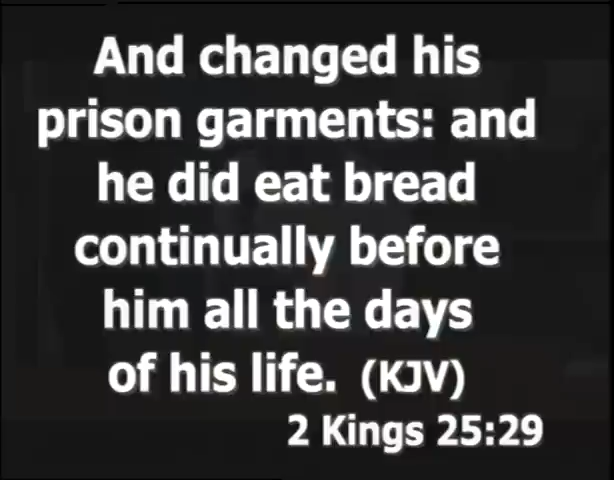 And changed his
prison garments: and
he did eat bread
continually before
him all the days
of his life. (KJV)
2 Kings 25:29